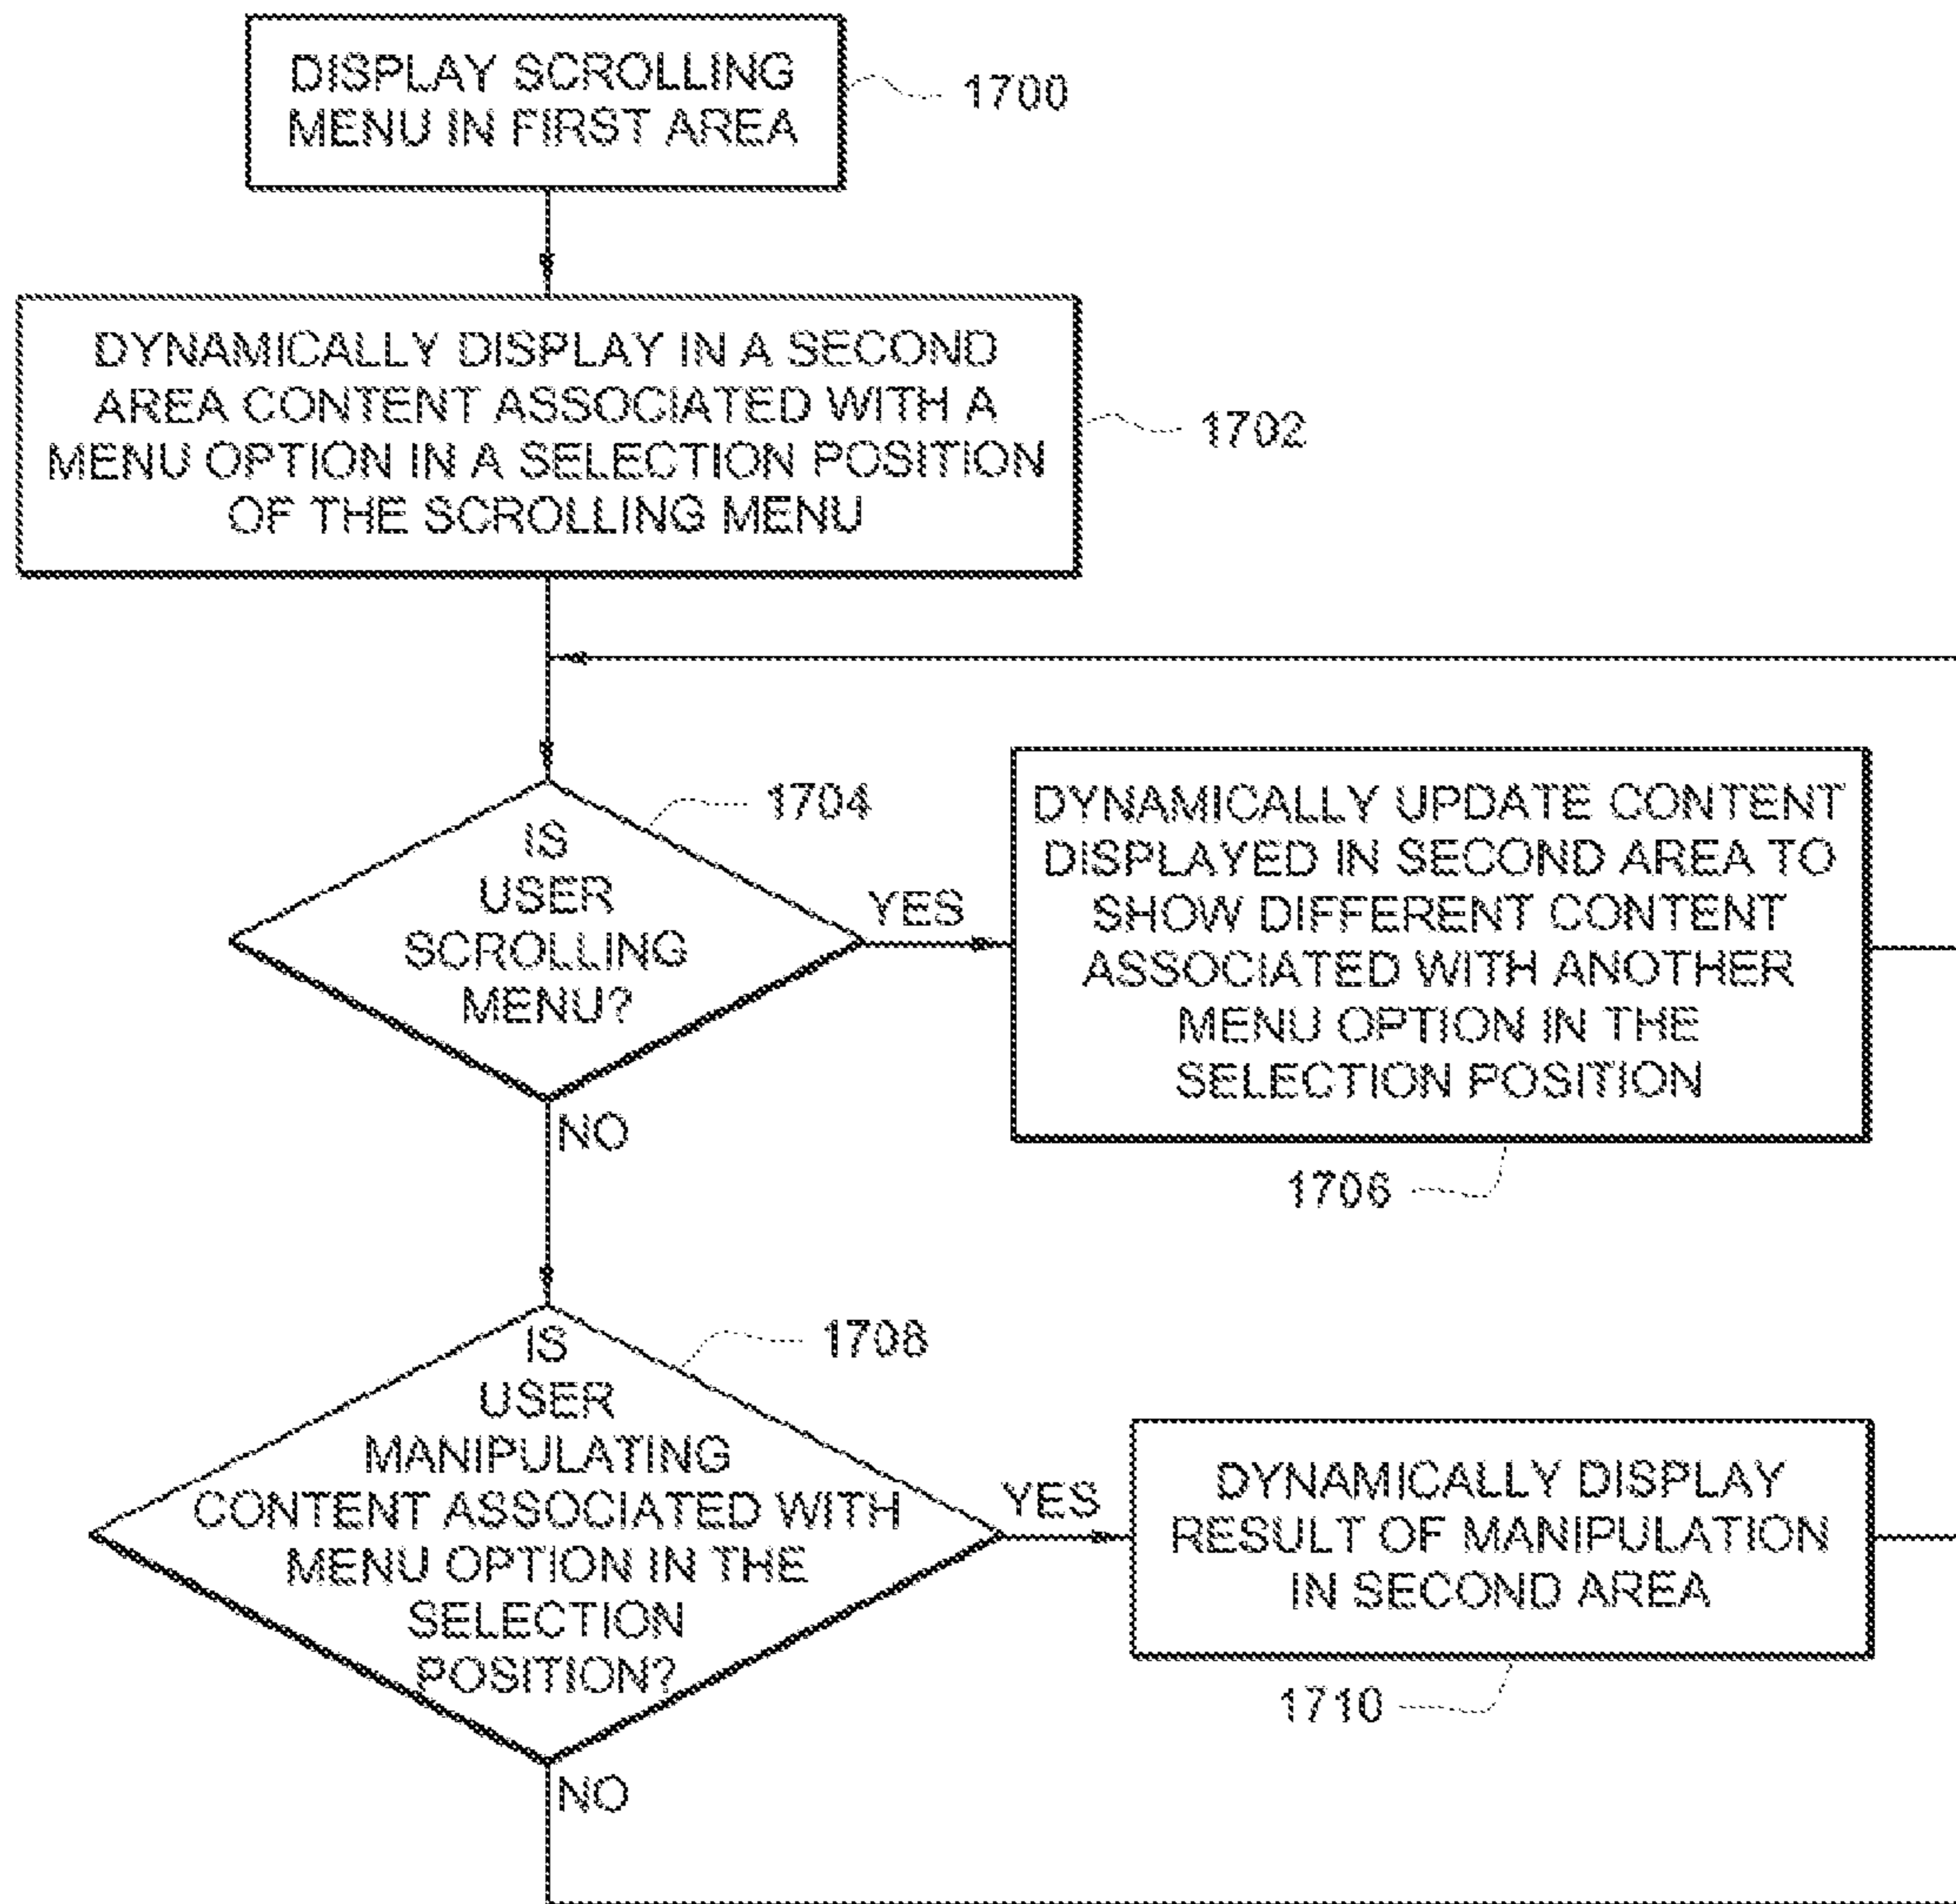 DISPLAY SCROLLING
MENU IN FIRST AREA
1700
DYNAMICALLY DISPLAY IN A SECOND
AREA CONTENT ASSOCIATED WITH A
MENU OPTION IN A SELECTION POSITION
OF THE SCROLLING MENU
1702
IS
USER
SCROLLING
MENU?
1704
YES
NO
DYNAMICALLY UPDATE CONTENT
DISPLAYED IN SECOND AREA TO
SHOW DIFFERENT CONTENT
ASSOCIATED WITH ANOTHER
MENU OPTION IN THE
SELECTION POSITION
1706
IS
USER
MANIPULATING
CONTENT ASSOCIATED WITH
MENU OPTION IN THE
SELECTION
POSITION?
1708
YES
NO
DYNAMICALLY DISPLAY
RESULT OF MANIPULATION
IN SECOND AREA
1710